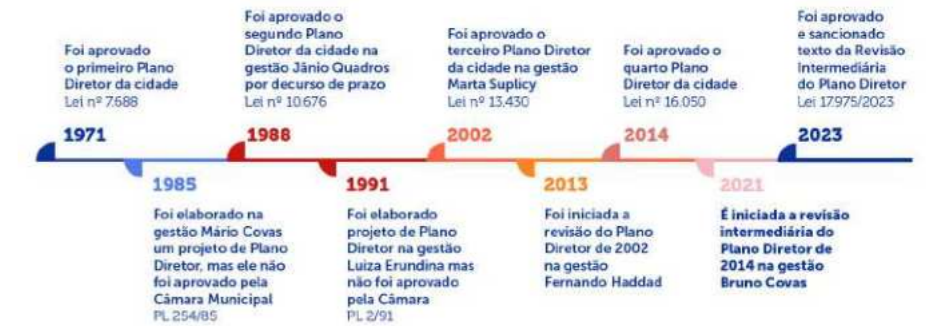 Foi aprovado
o primeiro Plano
Diretor da cidade
Lei nº 7.688
1971
1985
Foi elaborado na
gestão Mário Covas
um projeto de Plano
Diretor, mas ele não
foi aprovado pela
Câmara Municipal
PL 254/85
Foi aprovado o
segundo Plano
Diretor da cidade na
gestão Jânio Quadros
por decurso de prazo
Lei nº 10.676
1988
1991
Foi elaborado
projeto de Plano
Diretor na gestão
Luiza Erundina mas
não foi aprovado
pela Câmara
PL 2/91
Foi aprovado o
terceiro Plano Diretor
da cidade na gestão
Marta Suplicy
Lei nº 13.430
2002
2013
Foi iniciada a
revisão do Plano
Diretor de 2002
na gestão
Fernando Haddad
Foi aprovado o
quarto Plano
Diretor da cidade
Lei nº 16.050
2014
2021
É iniciada a revisão
intermediária do
Plano Diretor de
2014 na gestão
Bruno Covas
Foi aprovado
e sancionado
texto da Revisão
Intermediária
do Plano Diretor
Lei 17.975/2023
2023